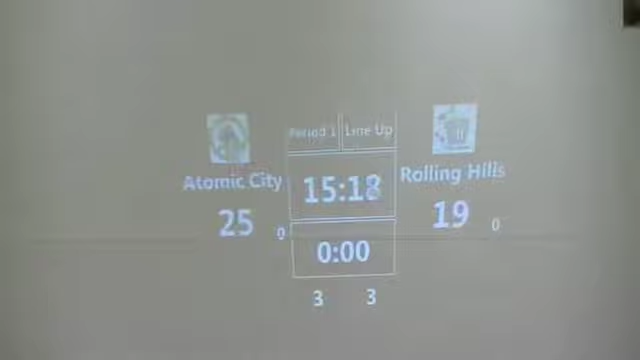 Period 1 Line Up
Atomic City 15:18 Rolling Hills
25 0 19 0
0:00
3 3